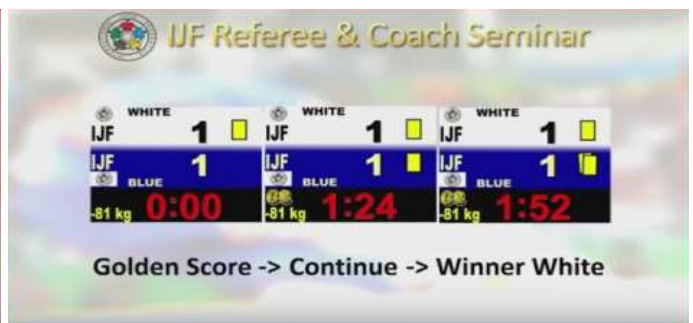 IJF Referee & Coach Seminar
WHITE WHITE WHITE
IJF 1 IJF 1 IJF 1
IJF 1 IJF 1 IJF 1
BLUE BLUE BLUE
-81 kg 0:00 -81 kg 1:24 -81 kg 1:52
Golden Score -> Continue -> Winner White